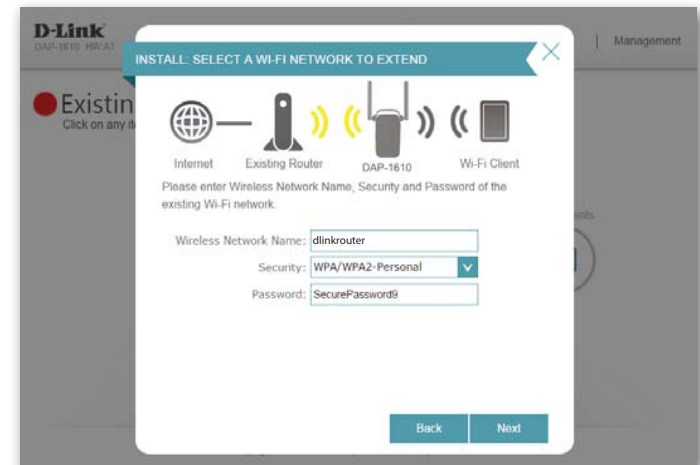 D-Link
DAP-1610 HW:A1
Management
INSTALL: SELECT A WI-FI NETWORK TO EXTEND
Existin
Click on any it
Internet
Existing Router
DAP-1610
Wi-Fi Client
Please enter Wireless Network Name, Security and Password of the
existing Wi-Fi network.
Wireless Network Name: dlinkrouter
Security: WPA/WPA2-Personal
Password: SecurePassword9
Back
Next